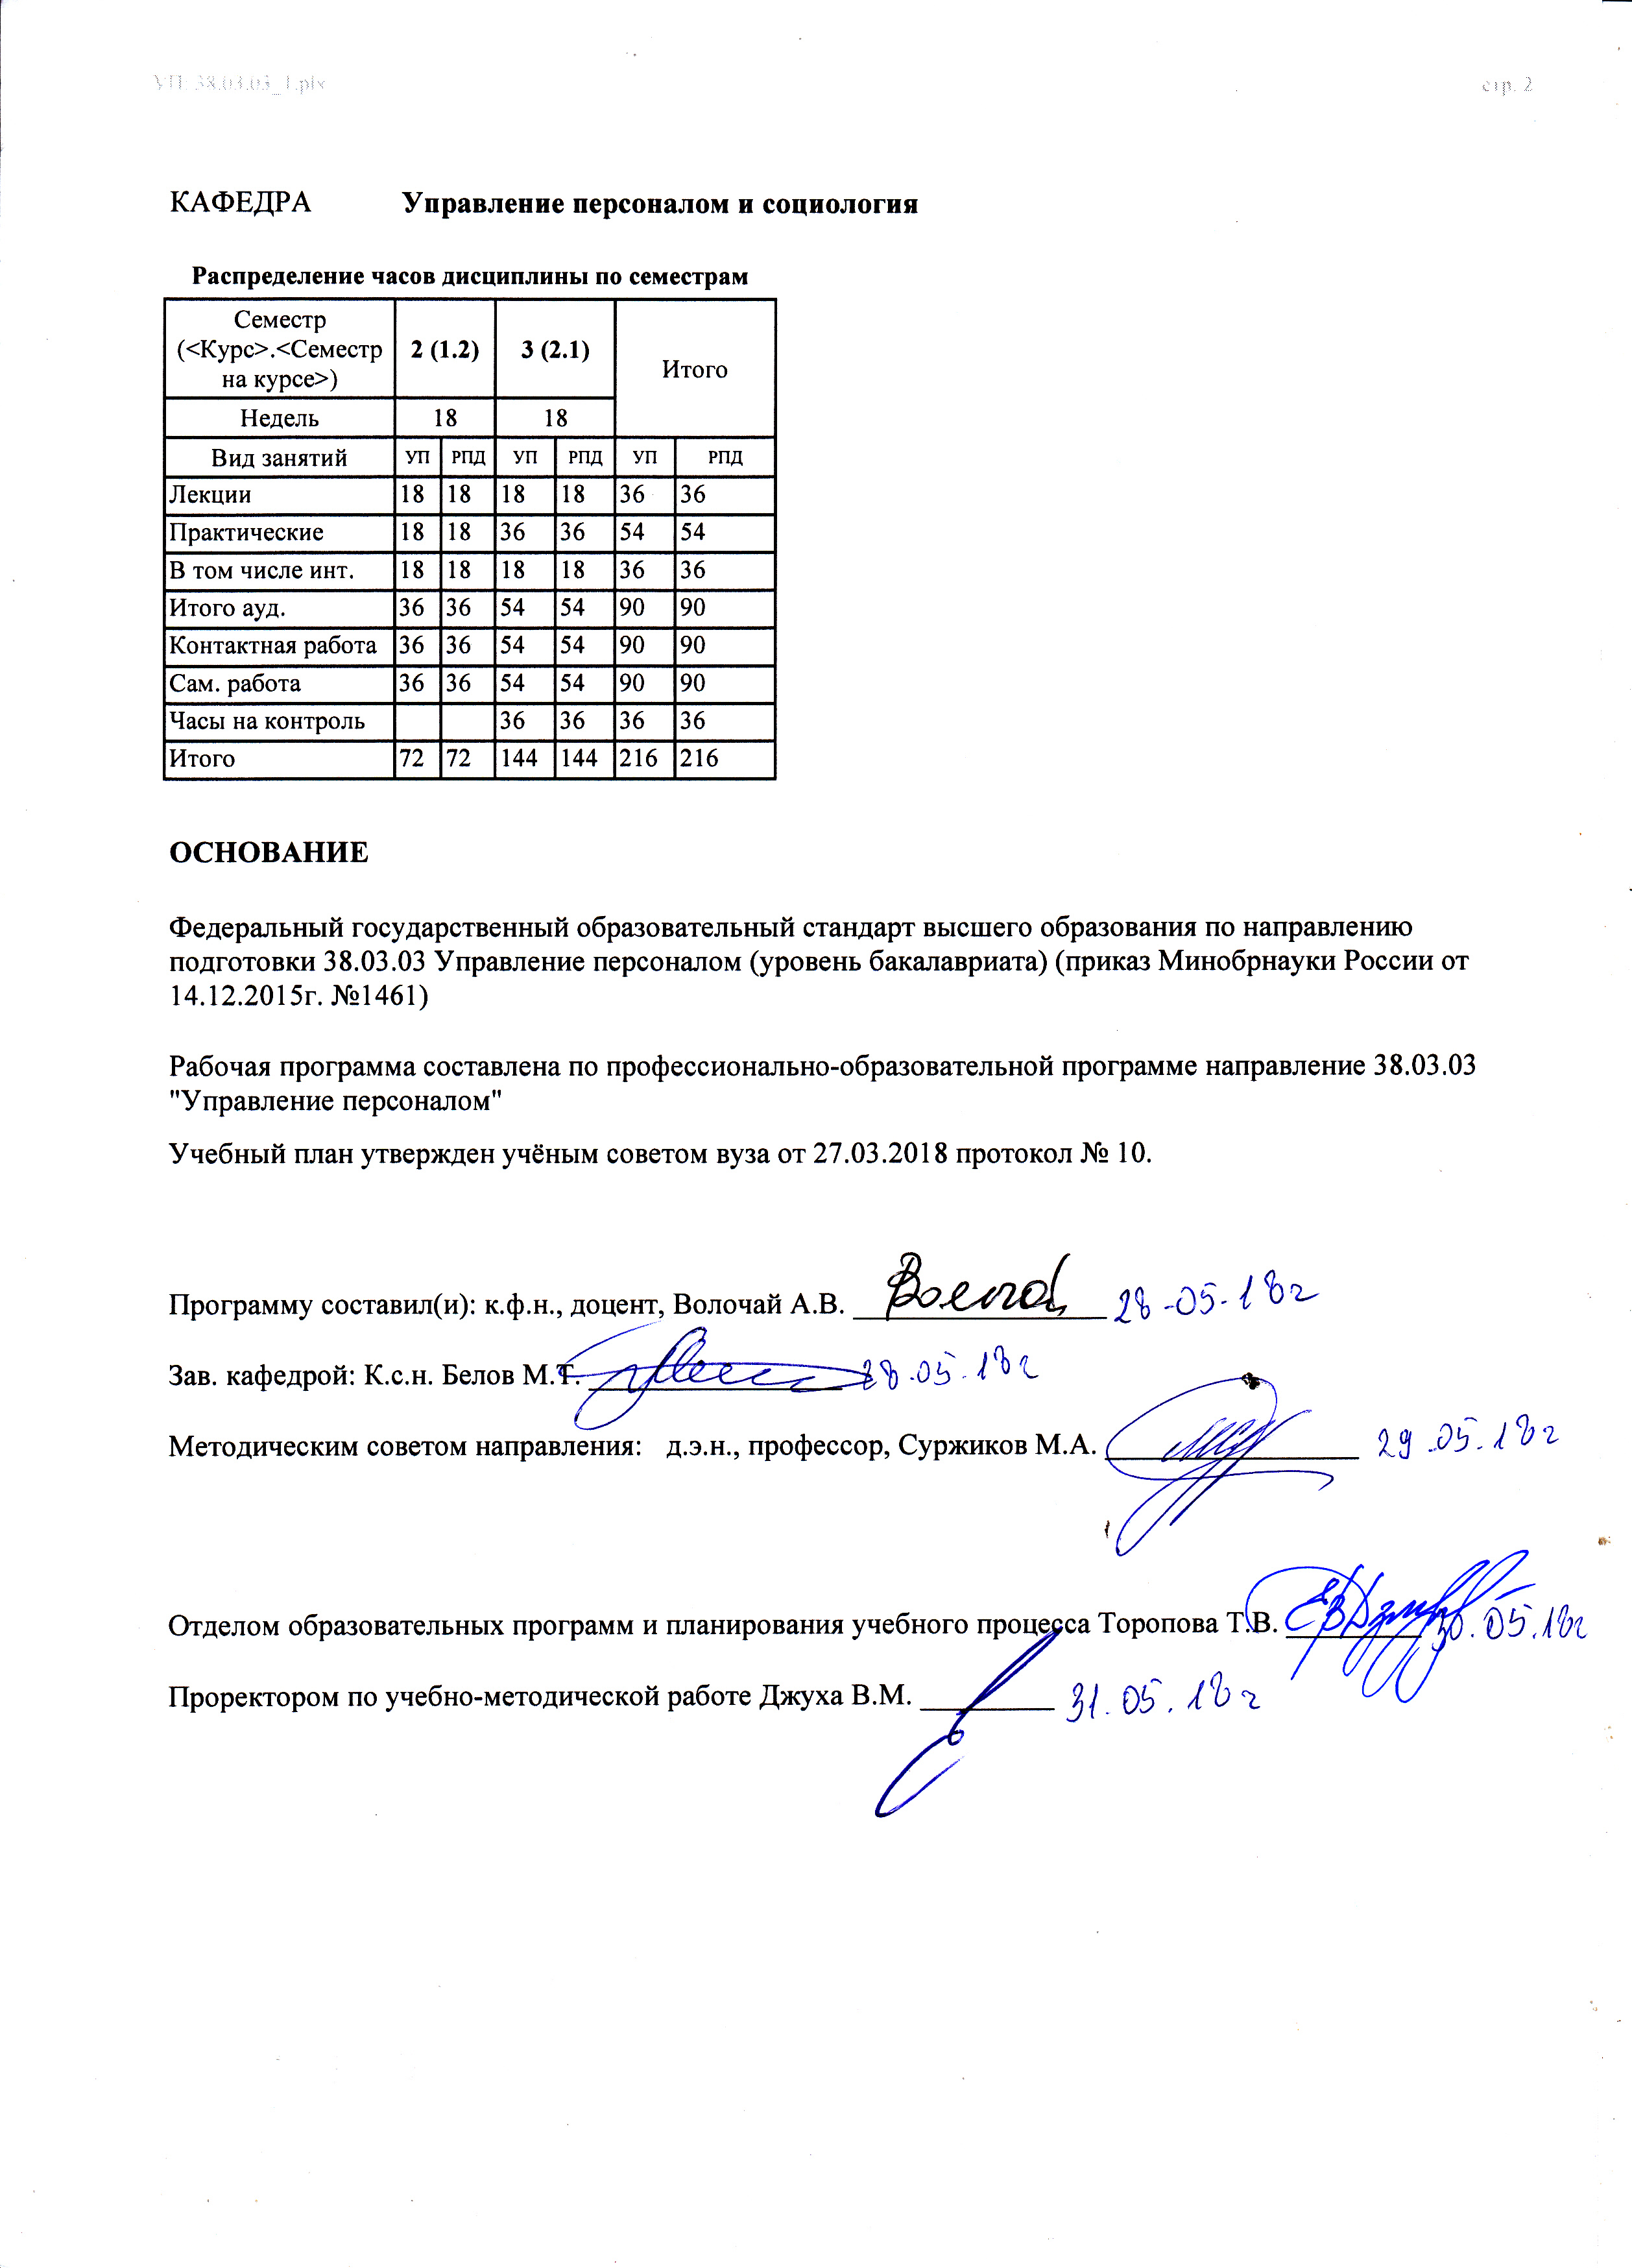 УП: 38.03.03_1.plx стр. 2
КАФЕДРА Управление персоналом и социология
Распределение часов дисциплины по семестрам
Семестр
(<Курс>.<Семестр
на курсе>) 2 (1.2) 3 (2.1) Итого
Недель 18 18
Вид занятий УП РПД УП РПД УП РПД
Лекции 18 18 18 18 36 36
Практические 18 18 36 36 54 54
В том числе инт. 18 18 18 18 36 36
Итого ауд. 36 36 54 54 90 90
Контактная работа 36 36 54 54 90 90
Сам. работа 36 36 54 54 90 90
Часы на контроль 36 36 36 36
Итого 72 72 144 144 216 216
ОСНОВАНИЕ
Федеральный государственный образовательный стандарт высшего образования по направлению
подготовки 38.03.03 Управление персоналом (уровень бакалавриата) (приказ Минобрнауки России от
14.12.2015г. №1461)
Рабочая программа составлена по профессионально-образовательной программе направление 38.03.03
"Управление персоналом"
Учебный план утвержден учёным советом вуза от 27.03.2018 протокол № 10.
Программу составил(и): к.ф.н., доцент, Волочай А.В. 28-05-18г
Зав. кафедрой: К.с.н. Белов М.Т. 28.05.18г
Методическим советом направления: д.э.н., профессор, Суржиков М.А. 29.05.18г
Отделом образовательных программ и планирования учебного процесса Торопова Т.В. 30.05.18г
Проректором по учебно-методической работе Джуха В.М. 31.05.18г